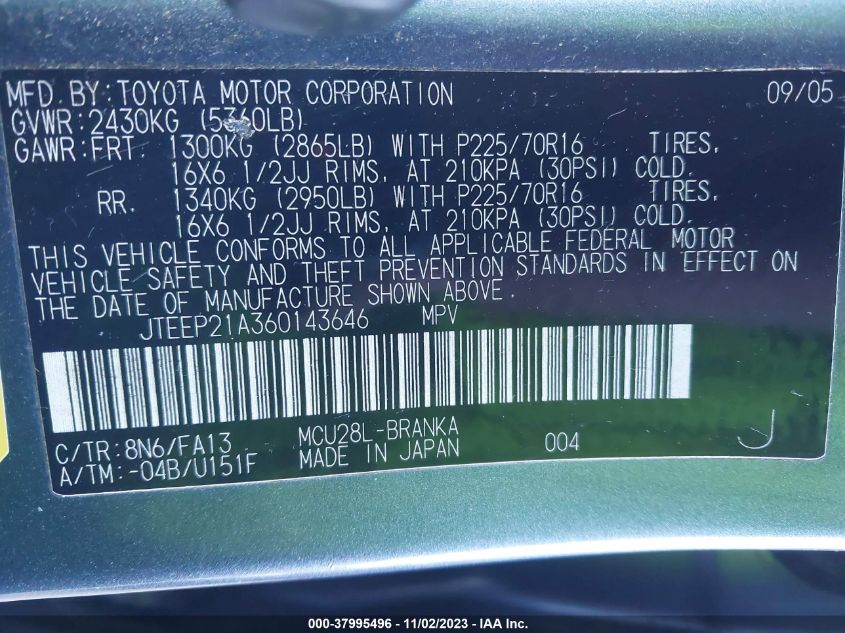 MFD. BY: TOYOTA MOTOR CORPORATION 09/05
GVWR: 2430KG (5360LB)
GAWR: FRT. 1300KG (2865LB) WITH P225/70R16 TIRES,
16X6 1/2JJ RIMS, AT 210KPA (30PSI) COLD.
RR. 1340KG (2950LB) WITH P225/70R16 TIRES,
16X6 1/2JJ RIMS, AT 210KPA (30PSI) COLD.
THIS VEHICLE CONFORMS TO ALL APPLICABLE FEDERAL MOTOR
VEHICLE SAFETY AND THEFT PREVENTION STANDARDS IN EFFECT ON
THE DATE OF MANUFACTURE SHOWN ABOVE.
JTEEP21A360143646 MPV
C/TR: 8N6/FA13 MCU28L-BRANKA 004 J
A/TM: -04B/U151F MADE IN JAPAN
000-37995496 - 11/02/2023 - IAA Inc.